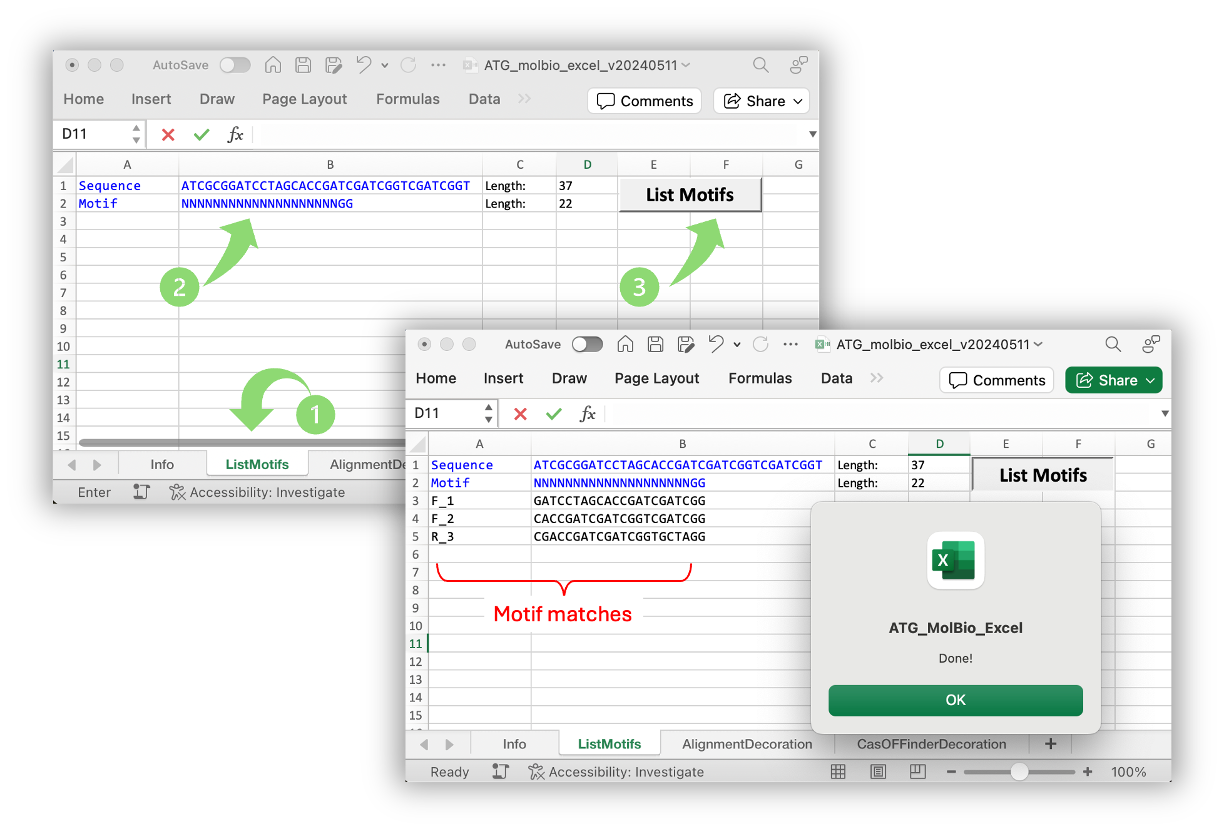 AutoSave ATG_molbio_excel_v20240511
Home Insert Draw Page Layout Formulas Data >> Comments Share
D11 fx
A B C D E F G
1 Sequence ATCGCGGATCCTAGCACCGATCGATCGGTCGATCGGT Length: 37
List Motifs
2 Motif NNNNNNNNNNNNNNNNNNNNGG Length: 22
3
4
5
6
2 3
7
8
9
10
11
12
13
1
14
15
Info ListMotifs AlignmentDe
Enter Accessibility: Investigate
AutoSave ATG_molbio_excel_v20240511
Home Insert Draw Page Layout Formulas Data >> Comments Share
D11 fx
A B C D E F G
1 Sequence ATCGCGGATCCTAGCACCGATCGATCGGTCGATCGGT Length: 37
List Motifs
2 Motif NNNNNNNNNNNNNNNNNNNNGG Length: 22
3 F_1 GATCCTAGCACCGATCGATCGG
4 F_2 CACCGATCGATCGGTCGATCGG
5 R_3 CGACCGATCGATCGGTGCTAGG
6
7
8
9
Motif matches
10
11
12
13
14
15
X
ATG_MolBio_Excel
Done!
OK
Info ListMotifs AlignmentDecoration CasOFFinderDecoration +
Ready Accessibility: Investigate 100%